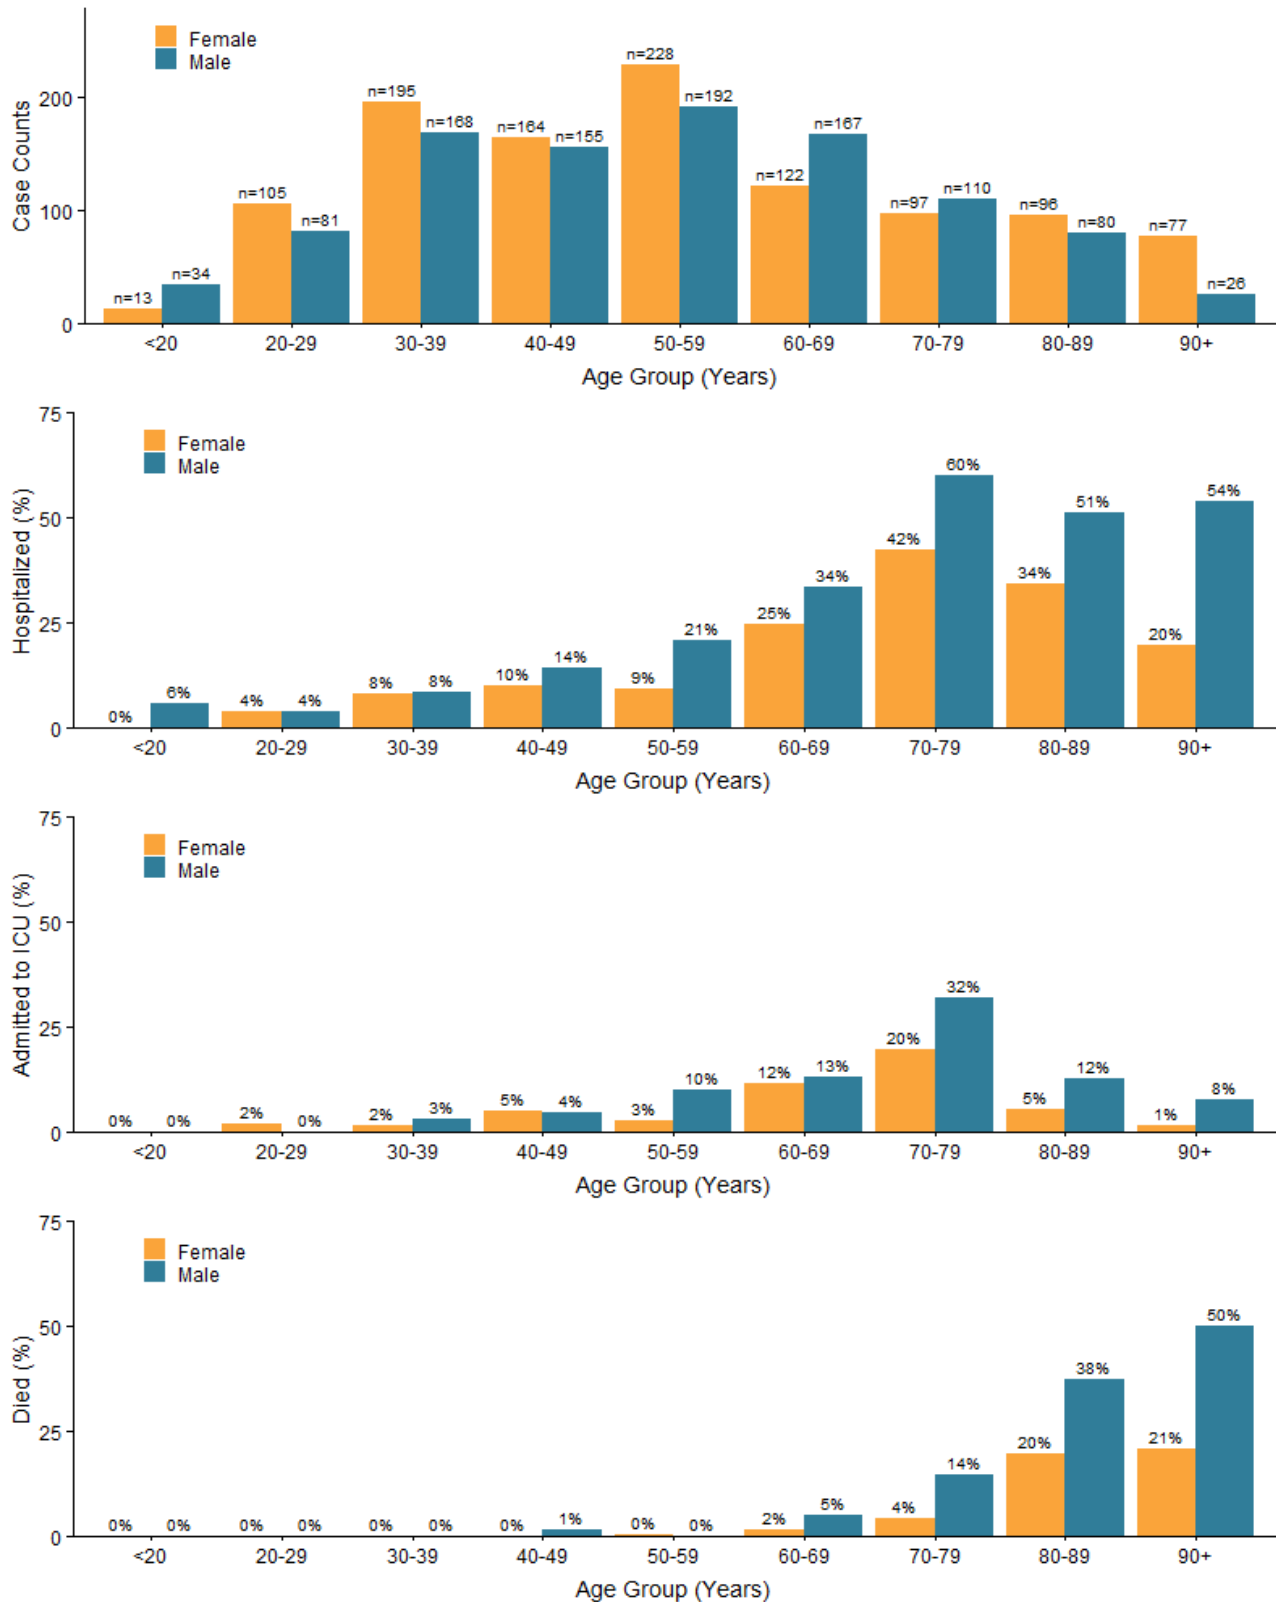 Female
Male
n=228
n=195
n=192
n=168
n=164
n=155
n=167
n=122
n=105
n=81
n=97
n=110
n=96
n=80
n=77
n=34
n=13
n=26
200
100
0
Case Counts
<20 20-29 30-39 40-49 50-59 60-69 70-79 80-89 90+
Age Group (Years)
75
50
25
0
Hospitalized (%)
Female
Male
0% 6% 4% 4% 8% 8% 10% 14% 9% 21% 25% 34% 42% 60% 34% 51% 20% 54%
<20 20-29 30-39 40-49 50-59 60-69 70-79 80-89 90+
Age Group (Years)
75
50
25
0
Admitted to ICU (%)
Female
Male
0% 0% 2% 0% 2% 3% 5% 4% 3% 10% 12% 13% 20% 32% 5% 12% 1% 8%
<20 20-29 30-39 40-49 50-59 60-69 70-79 80-89 90+
Age Group (Years)
75
50
25
0
Died (%)
Female
Male
0% 0% 0% 0% 0% 0% 0% 1% 0% 0% 2% 5% 4% 14% 20% 38% 21% 50%
<20 20-29 30-39 40-49 50-59 60-69 70-79 80-89 90+
Age Group (Years)